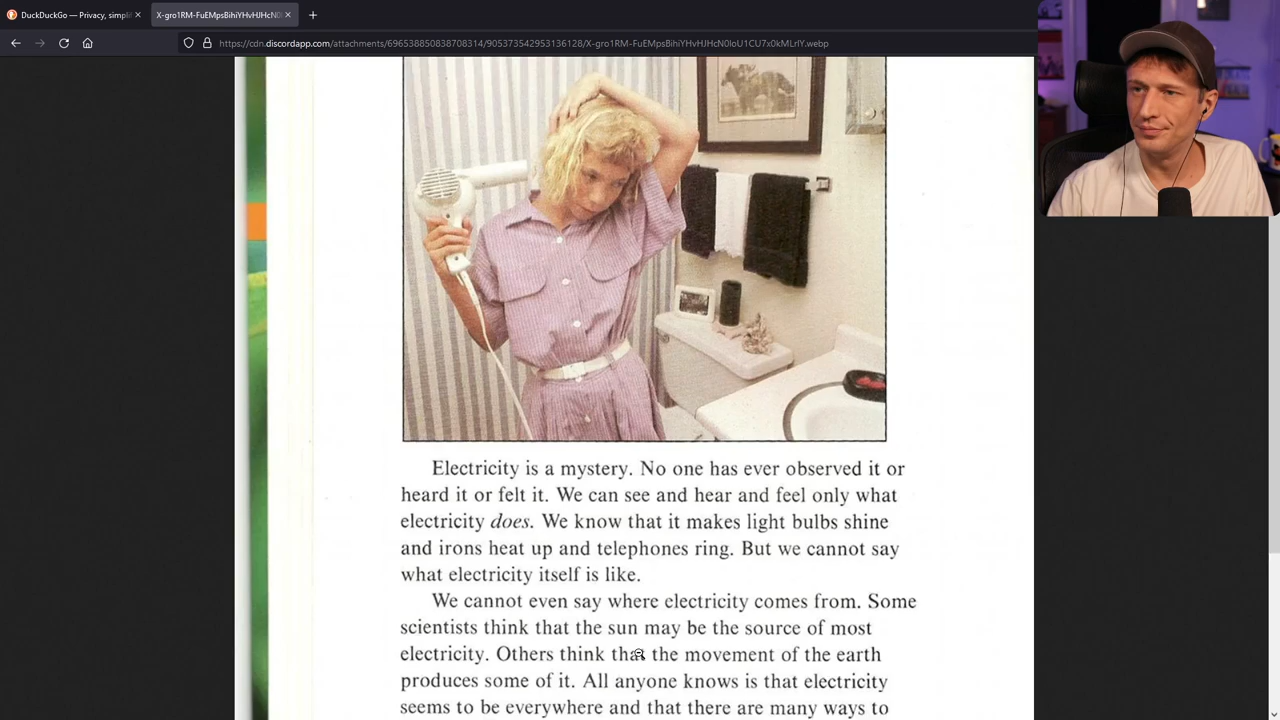 DuckDuckGo — Privacy, simplifi
X-gro1RM-FuEMpsBihiYHvHJHcN0l
https://cdn.discordapp.com/attachments/696538850838708314/905373542953136128/X-gro1RM-FuEMpsBihiYHvHJHcN0loU1CU7x0kMLrlY.webp
Electricity is a mystery. No one has ever observed it or
heard it or felt it. We can see and hear and feel only what
electricity does. We know that it makes light bulbs shine
and irons heat up and telephones ring. But we cannot say
what electricity itself is like.
We cannot even say where electricity comes from. Some
scientists think that the sun may be the source of most
electricity. Others think that the movement of the earth
produces some of it. All anyone knows is that electricity
seems to be everywhere and that there are many ways to